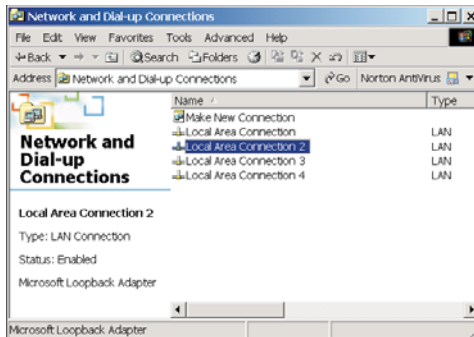 Network and Dial-up Connections
File Edit View Favorites Tools Advanced Help
Back Search Folders
Address Network and Dial-up Connections Go Norton AntiVirus
Name Type
Make New Connection
Local Area Connection LAN
Local Area Connection 2 LAN
Local Area Connection 3 LAN
Local Area Connection 4 LAN
Network and
Dial-up
Connections
Local Area Connection 2
Type: LAN Connection
Status: Enabled
Microsoft Loopback Adapter
Microsoft Loopback Adapter